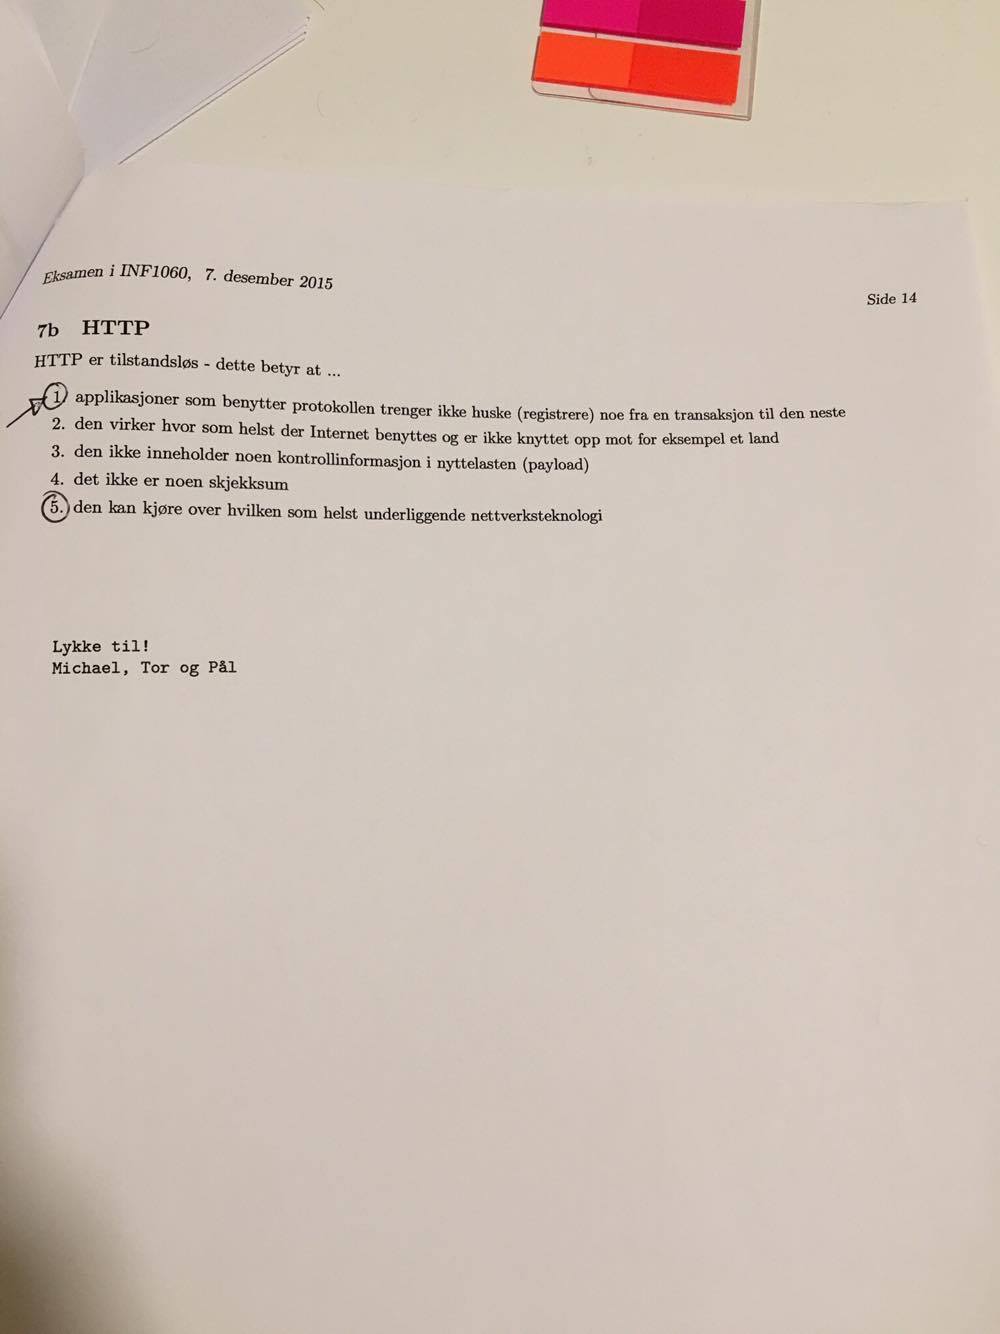 Eksamen i INF1060, 7. desember 2015
Side 14
7b HTTP
HTTP er tilstandsløs - dette betyr at ...
1. applikasjoner som benytter protokollen trenger ikke huske (registrere) noe fra en transaksjon til den neste
2. den virker hvor som helst der Internet benyttes og er ikke knyttet opp mot for eksempel et land
3. den ikke inneholder noen kontrollinformasjon i nyttelasten (payload)
4. det ikke er noen skjekksum
5. den kan kjøre over hvilken som helst underliggende nettverksteknologi
Lykke til!
Michael, Tor og Pål